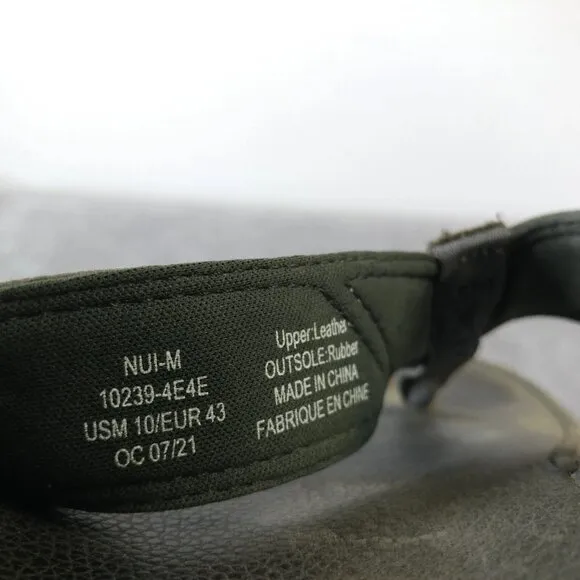 NUI-M
10239-4E4E
USM 10/EUR 43
OC 07/21
Upper:Leather
OUTSOLE:Rubber
MADE IN CHINA
FABRIQUE EN CHINE